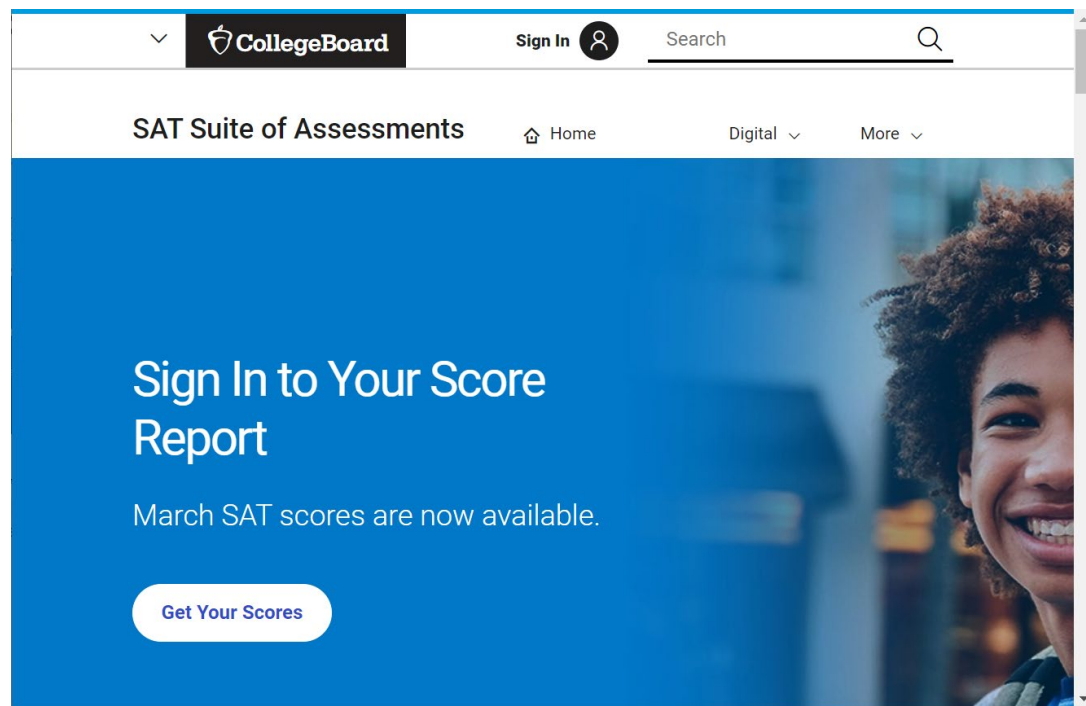 CollegeBoard
Sign In
Search
SAT Suite of Assessments
Home
Digital
More
Sign In to Your Score
Report
March SAT scores are now available.
Get Your Scores